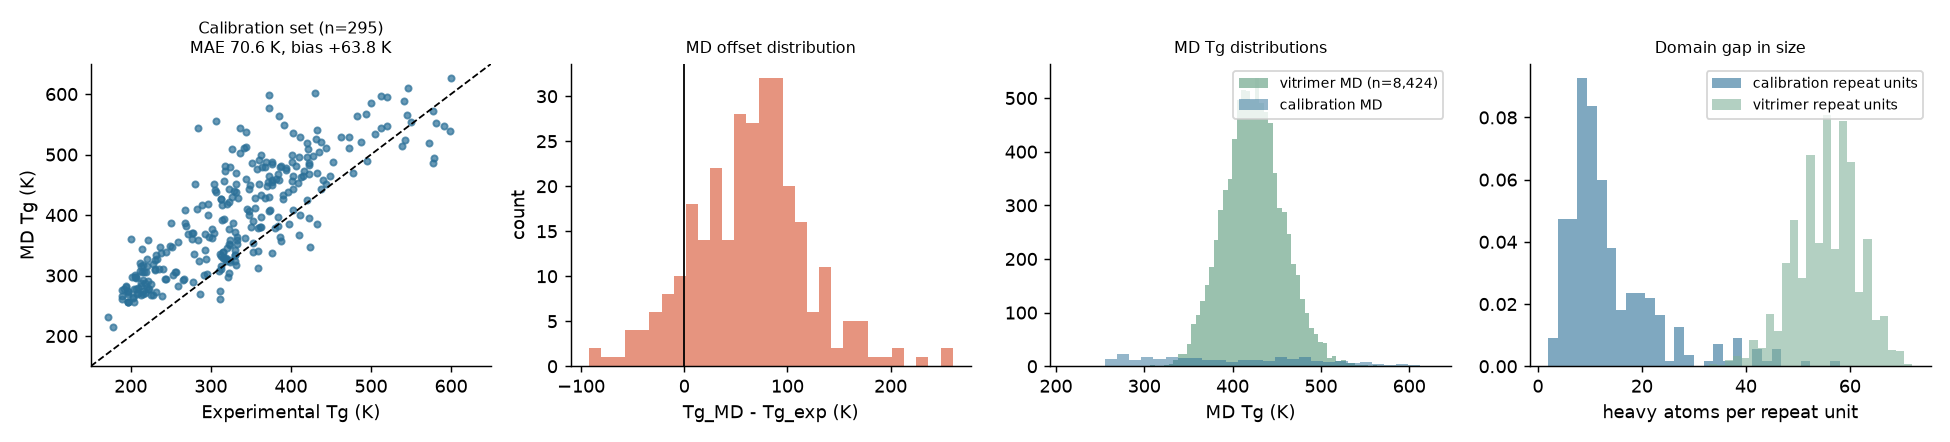 Calibration set (n=295)
MAE 70.6 K, bias +63.8 K
MD Tg (K)
600
500
400
300
200
200
300
400
500
600
Experimental Tg (K)
MD offset distribution
count
30
25
20
15
10
5
0
−100
0
100
200
Tg_MD - Tg_exp (K)
MD Tg distributions
vitrimer MD (n=8,424)
calibration MD
500
400
300
200
100
0
200
300
400
500
600
MD Tg (K)
Domain gap in size
calibration repeat units
vitrimer repeat units
0.08
0.06
0.04
0.02
0.00
0
20
40
60
heavy atoms per repeat unit